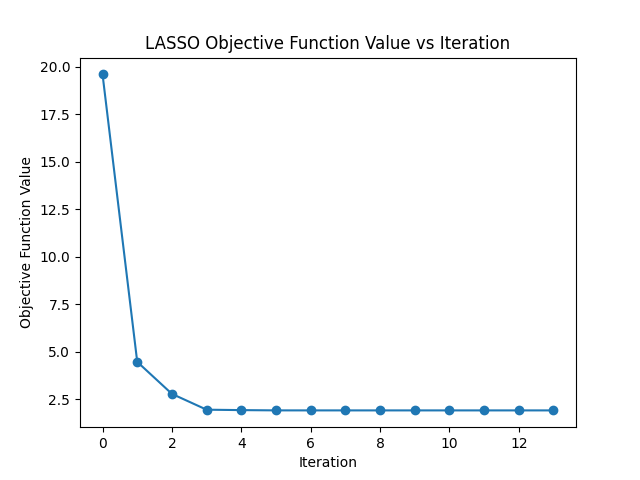 LASSO Objective Function Value vs Iteration
20.0
17.5
15.0
12.5
10.0
7.5
5.0
2.5
Objective Function Value
0 2 4 6 8 10 12
Iteration